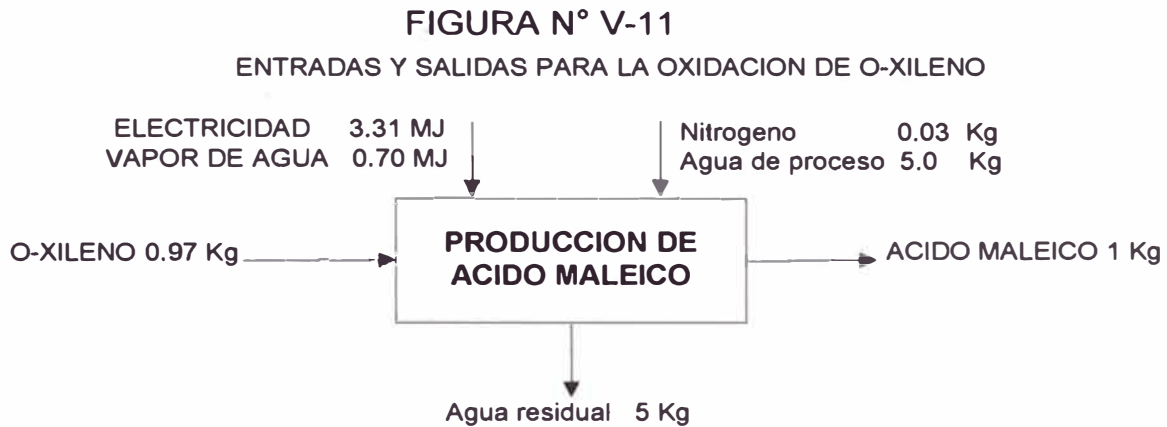 FIGURA N° V-11
ENTRADAS Y SALIDAS PARA LA OXIDACION DE O-XILENO
ELECTRICIDAD 3.31 MJ
VAPOR DE AGUA 0.70 MJ
Nitrogeno 0.03 Kg
Agua de proceso 5.0 Kg
O-XILENO 0.97 Kg
PRODUCCION DE
ACIDO MALEICO
ACIDO MALEICO 1 Kg
Agua residual 5 Kg